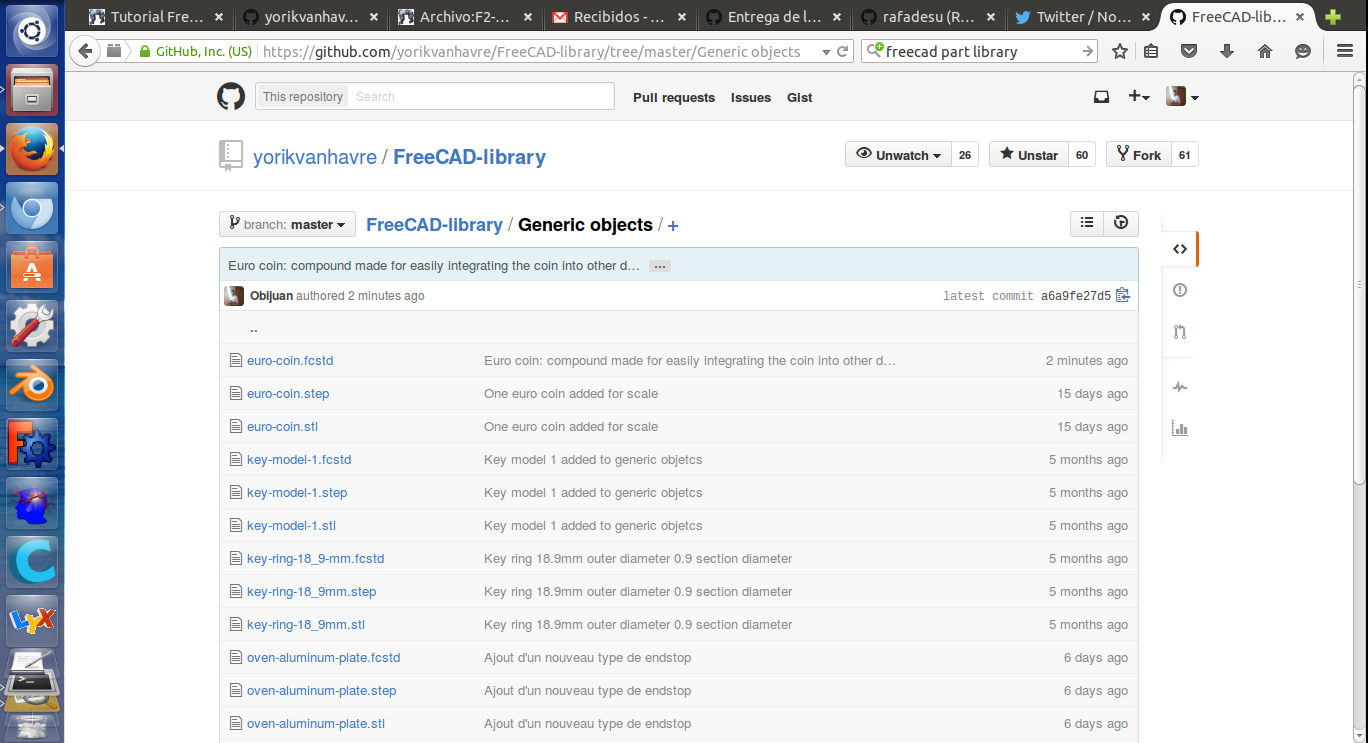 Tutorial Fre... × yorikvanhav... × Archivo:F2-... × Recibidos - ... × Entrega de l... × rafadesu (R... × Twitter / No... × FreeCAD-lib... ×
GitHub, Inc. (US) https://github.com/yorikvanhavre/FreeCAD-library/tree/master/Generic objects freecad part library
This repository Search Pull requests Issues Gist
yorikvanhavre / FreeCAD-library Unwatch 26 Unstar 60 Fork 61
branch: master FreeCAD-library / Generic objects / +
Euro coin: compound made for easily integrating the coin into other d… …
Obijuan authored 2 minutes ago latest commit a6a9fe27d5
..
euro-coin.fcstd Euro coin: compound made for easily integrating the coin into other d… 2 minutes ago
euro-coin.step One euro coin added for scale 15 days ago
euro-coin.stl One euro coin added for scale 15 days ago
key-model-1.fcstd Key model 1 added to generic objetcs 5 months ago
key-model-1.step Key model 1 added to generic objetcs 5 months ago
key-model-1.stl Key model 1 added to generic objetcs 5 months ago
key-ring-18_9-mm.fcstd Key ring 18.9mm outer diameter 0.9 section diameter 5 months ago
key-ring-18_9mm.step Key ring 18.9mm outer diameter 0.9 section diameter 5 months ago
key-ring-18_9mm.stl Key ring 18.9mm outer diameter 0.9 section diameter 5 months ago
oven-aluminum-plate.fcstd Ajout d'un nouveau type de endstop 6 days ago
oven-aluminum-plate.step Ajout d'un nouveau type de endstop 6 days ago
oven-aluminum-plate.stl Ajout d'un nouveau type de endstop 6 days ago
LyX